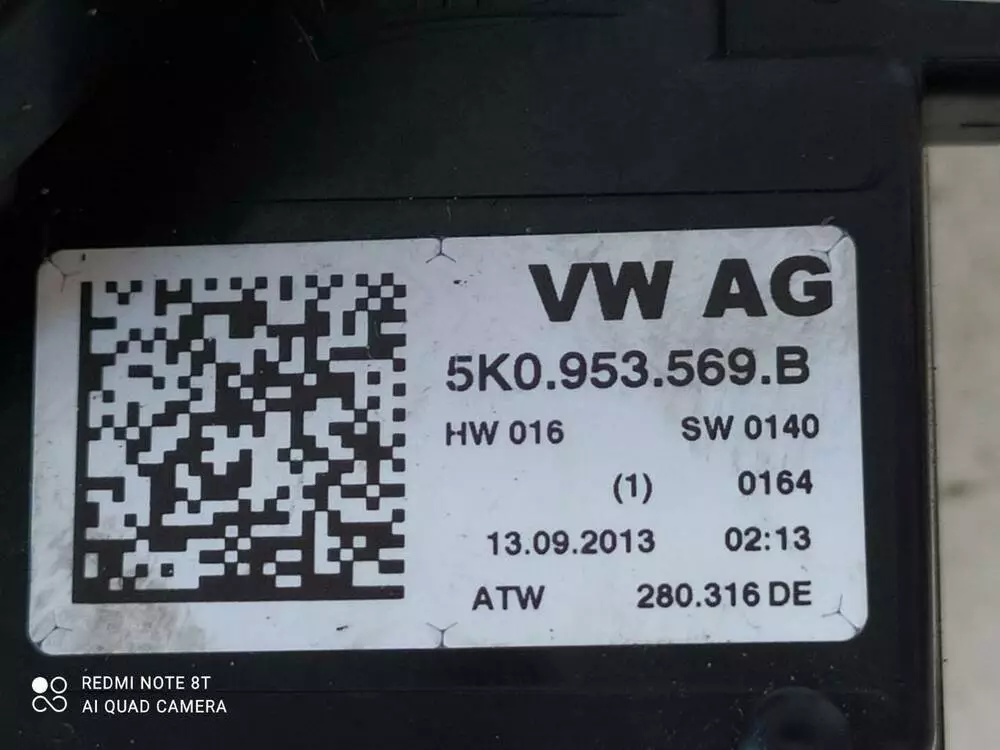 VW AG
5K0.953.569.B
HW 016 SW 0140
(1) 0164
13.09.2013 02:13
ATW 280.316 DE
REDMI NOTE 8T
AI QUAD CAMERA